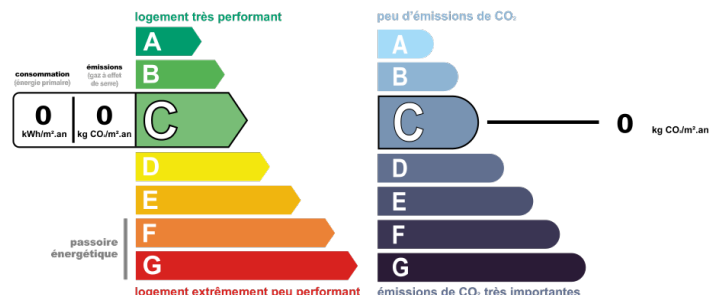 logement très performant
A
B
consommation
(énergie primaire)
émissions
(gaz à effet
de serre)
0
kWh/m².an
0
kg CO₂/m².an
C
D
E
F
G
passoire
énergétique
logement extrêmement peu performant
peu d'émissions de CO₂
A
B
C
0 kg CO₂/m².an
D
E
F
G
émissions de CO₂ très importantes